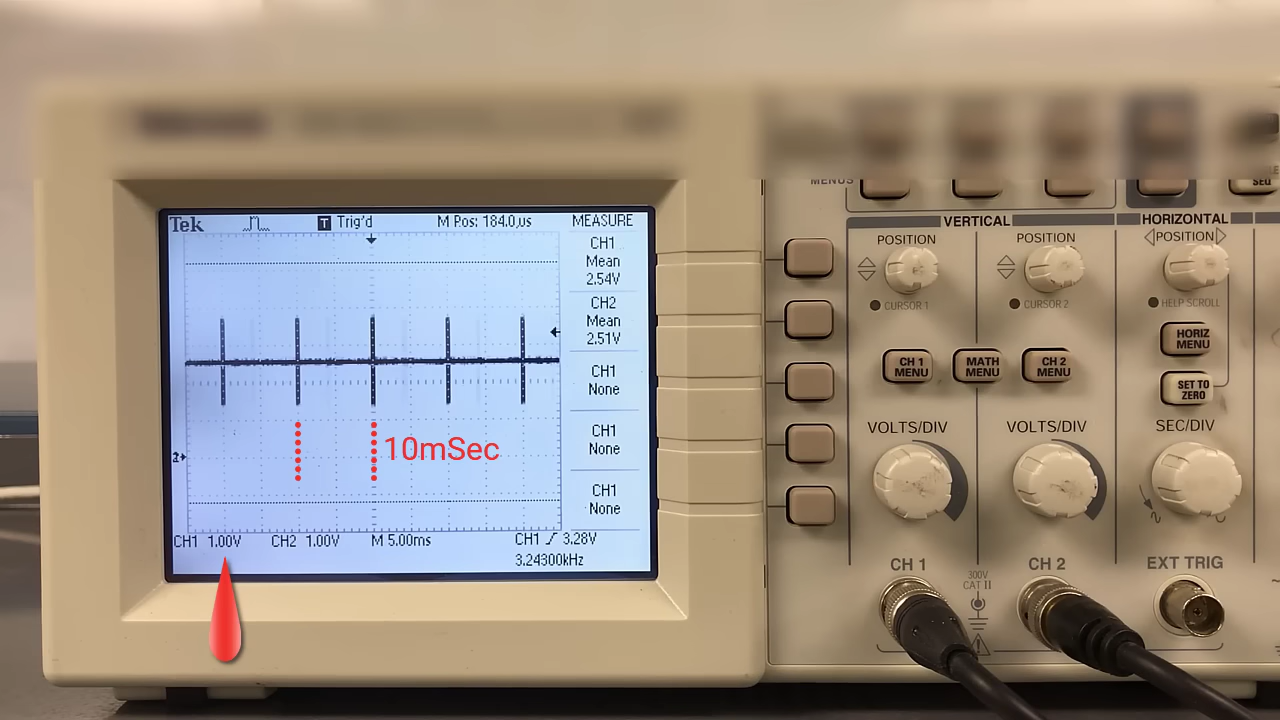 MENUS
SEQ
Tek T Trig'd M Pos: 184.0µs MEASURE
CH1
Mean
2.54V
CH2
Mean
2.51V
CH1
None
CH1
None
CH1
None
2
10mSec
CH1 1.00V CH2 1.00V M 5.00ms CH1 3.28V
3.24300kHz
VERTICAL
HORIZONTAL
POSITION
POSITION
POSITION
CURSOR 1
CURSOR 2
HELP SCROLL
HORIZ
MENU
CH 1
MENU
MATH
MENU
CH 2
MENU
SET TO
ZERO
VOLTS/DIV
VOLTS/DIV
SEC/DIV
CH 1
300V
CAT II
CH 2
EXT TRIG